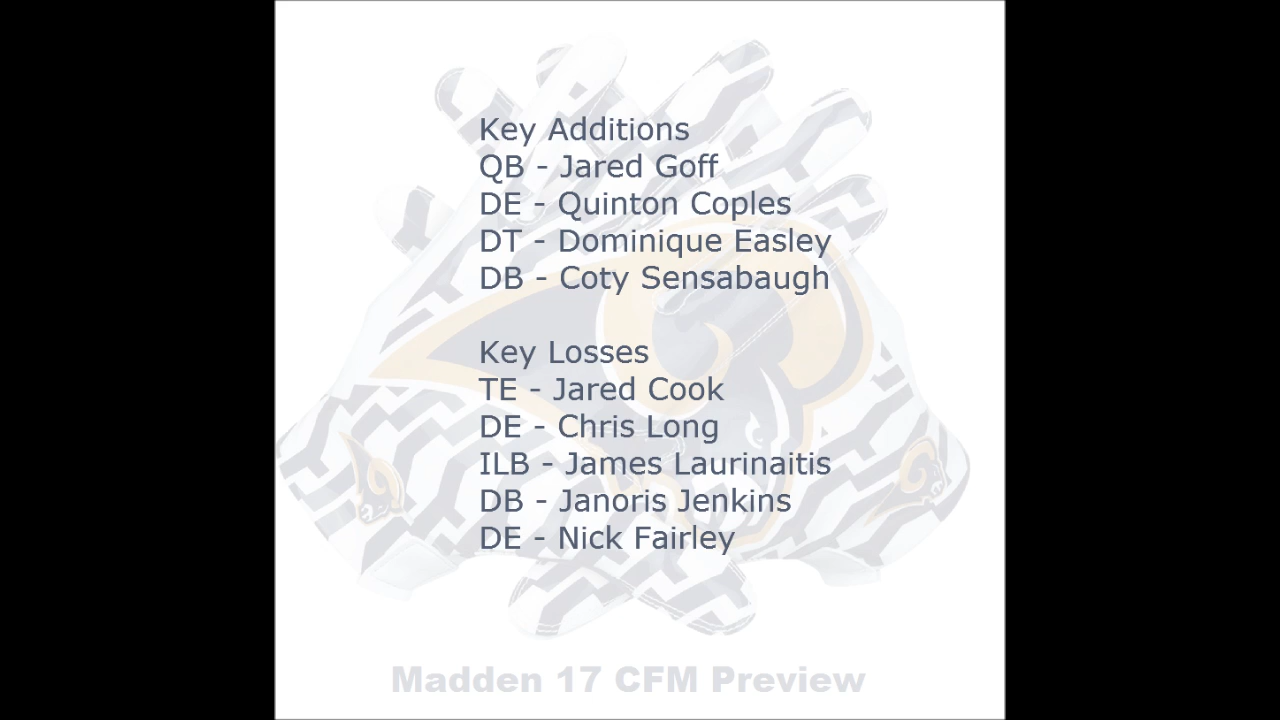 Key Additions
QB - Jared Goff
DE - Quinton Coples
DT - Dominique Easley
DB - Coty Sensabaugh
Key Losses
TE - Jared Cook
DE - Chris Long
ILB - James Laurinaitis
DB - Janoris Jenkins
DE - Nick Fairley
Madden 17 CFM Preview